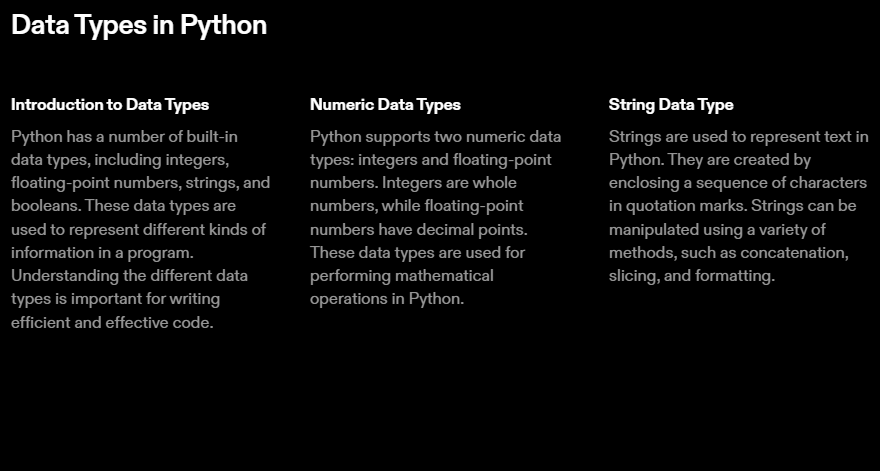 Data Types in Python
Introduction to Data Types
Python has a number of built-in
data types, including integers,
floating-point numbers, strings, and
booleans. These data types are
used to represent different kinds of
information in a program.
Understanding the different data
types is important for writing
efficient and effective code.
Numeric Data Types
Python supports two numeric data
types: integers and floating-point
numbers. Integers are whole
numbers, while floating-point
numbers have decimal points.
These data types are used for
performing mathematical
operations in Python.
String Data Type
Strings are used to represent text in
Python. They are created by
enclosing a sequence of characters
in quotation marks. Strings can be
manipulated using a variety of
methods, such as concatenation,
slicing, and formatting.